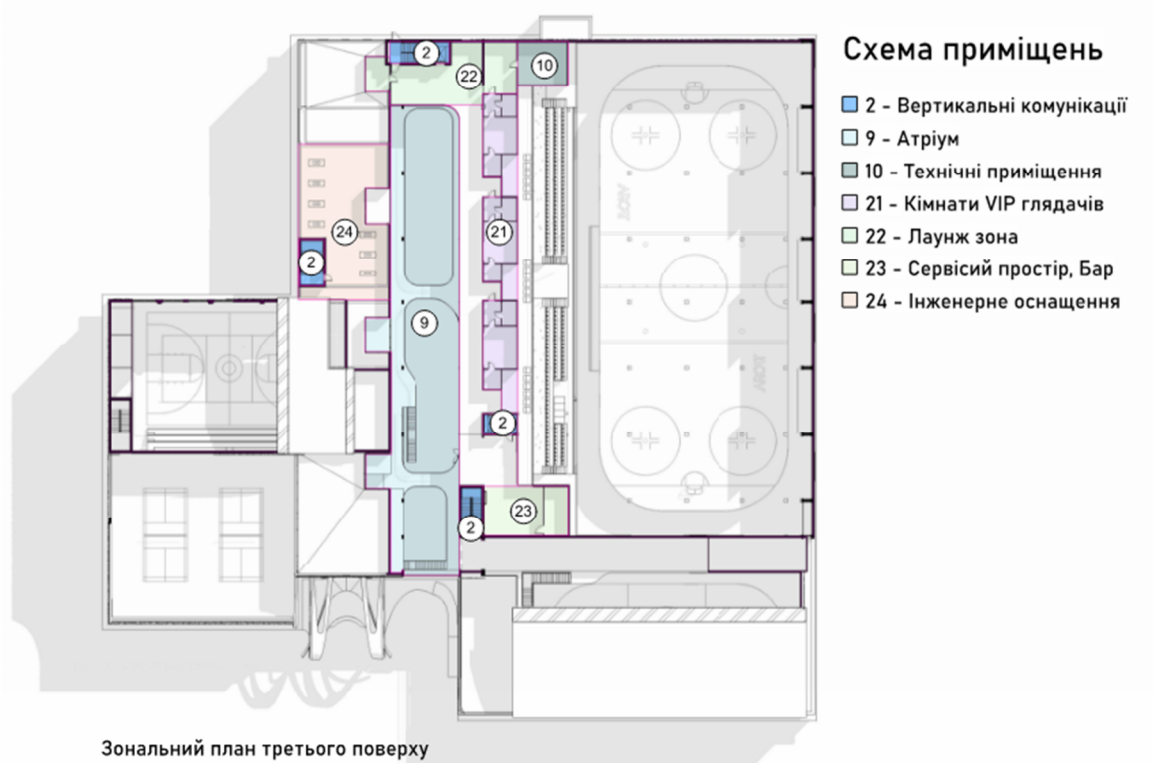 Схема приміщень
2 - Вертикальні комунікації
9 - Атріум
10 - Технічні приміщення
21 - Кімнати VIP глядачів
22 - Лаунж зона
23 - Сервісий простір, Бар
24 - Інженерне оснащення
2
22
10
24
21
2
9
2
23
2
Зональний план третього поверху